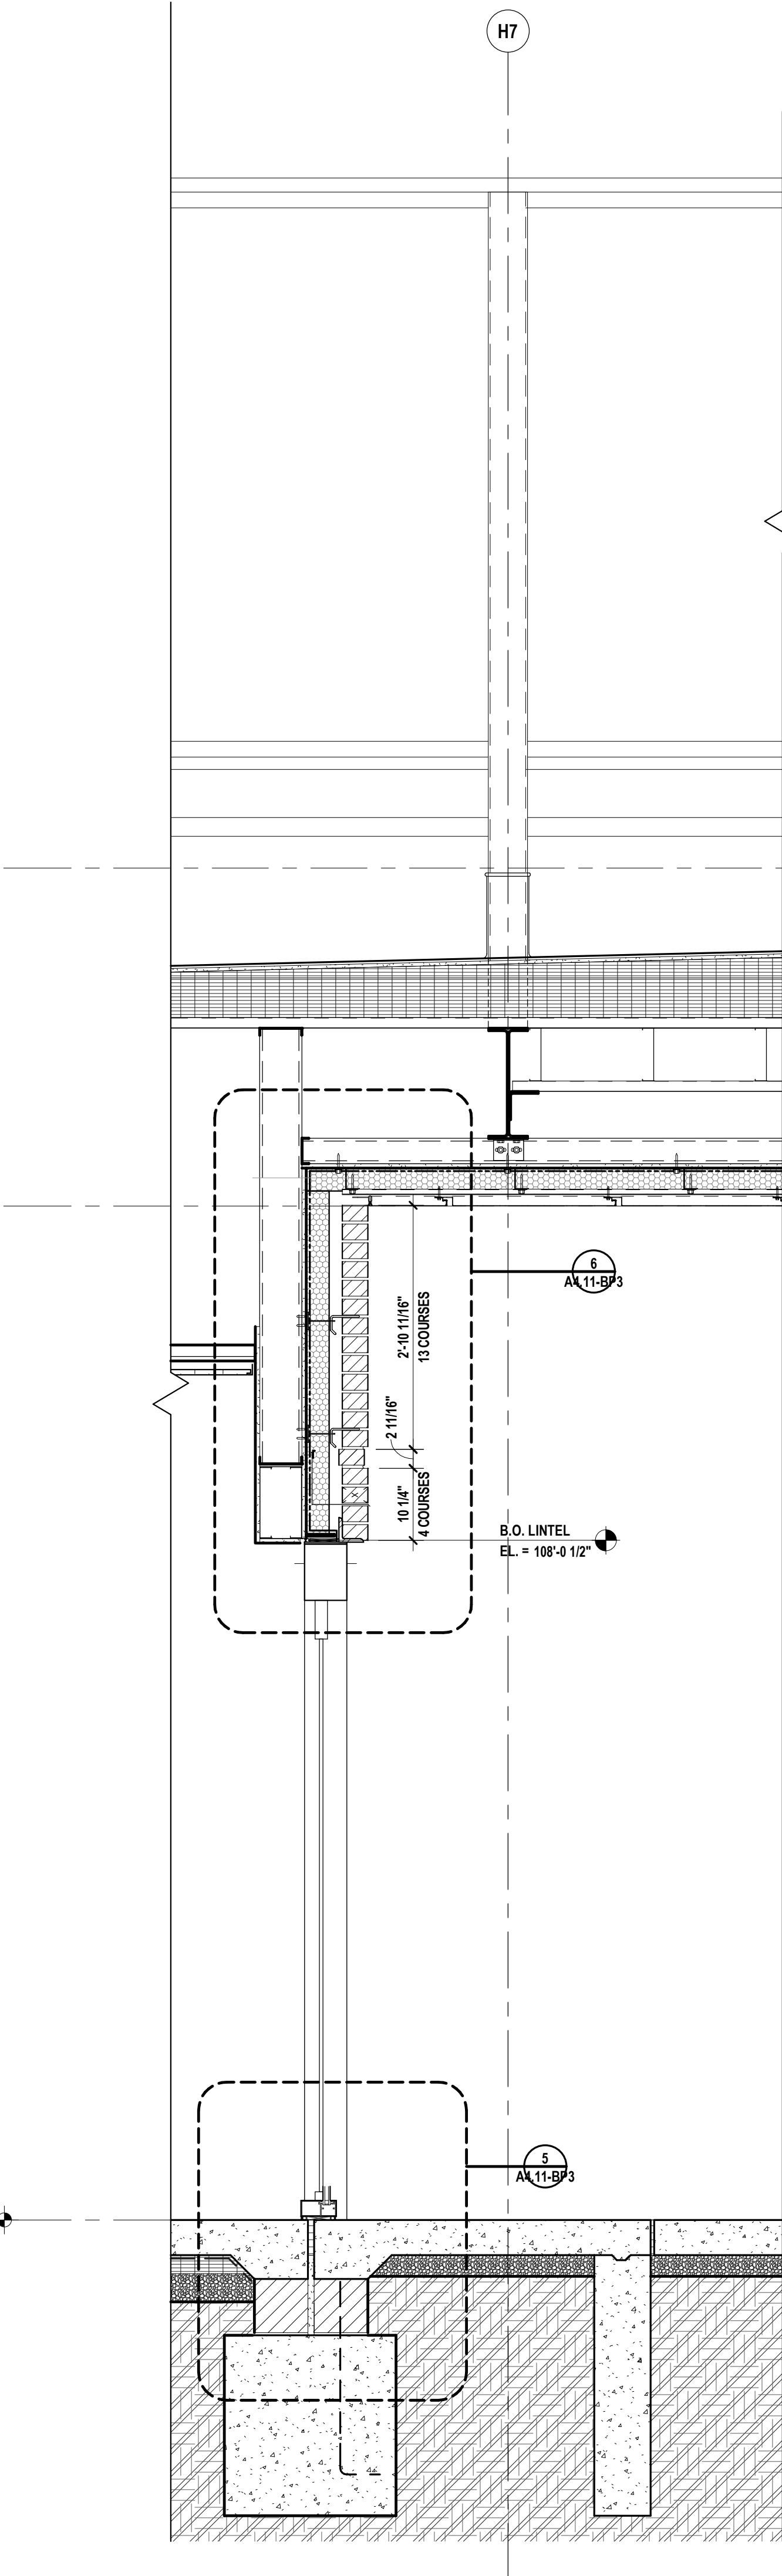 H7
6
A4.11-BP3
2'-10 11/16"
13 COURSES
2 11/16"
10 1/4"
4 COURSES
X
B.O. LINTEL
EL. = 108'-0 1/2"
5
A4.11-BP3